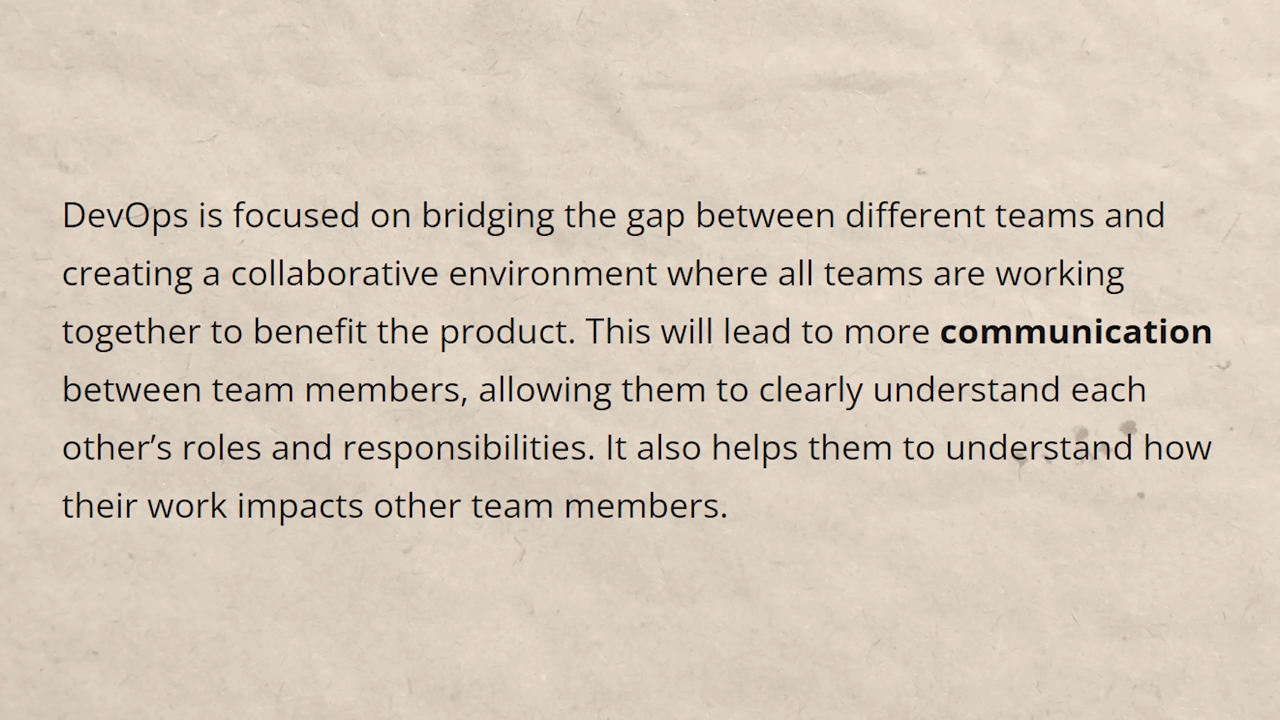 DevOps is focused on bridging the gap between different teams and
creating a collaborative environment where all teams are working
together to benefit the product. This will lead to more communication
between team members, allowing them to clearly understand each
other’s roles and responsibilities. It also helps them to understand how
their work impacts other team members.